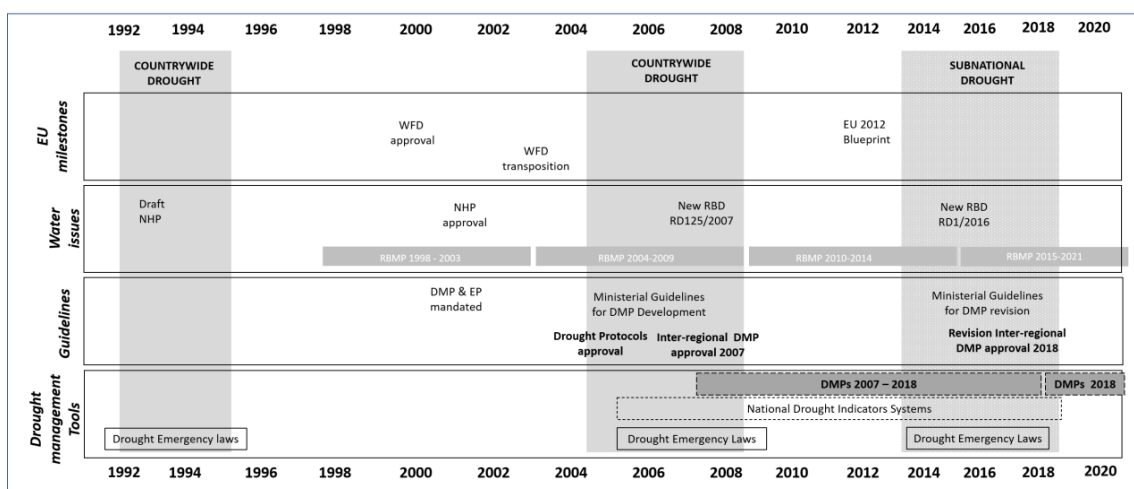 1992 1994 1996 1998 2000 2002 2004 2006 2008 2010 2012 2014 2016 2018 2020
COUNTRYWIDE
DROUGHT
COUNTRYWIDE
DROUGHT
SUBNATIONAL
DROUGHT
EU
milestones
WFD
approval
WFD
transposition
EU 2012
Blueprint
Water
issues
Draft
NHP
NHP
approval
New RBD
RD125/2007
New RBD
RD1/2016
RBMP 1998 - 2003
RBMP 2004-2009
RBMP 2010-2014
RBMP 2015-2021
Guidelines
DMP & EP
mandated
Ministerial Guidelines
for DMP Development
Ministerial Guidelines
for DMP revision
Drought Protocols
approval
Inter-regional DMP
approval 2007
Revision Inter-regional
DMP approval 2018
Drought
management
Tools
DMPs 2007 – 2018
DMPs 2018
National Drought Indicators Systems
Drought Emergency laws
Drought Emergency Laws
Drought Emergency Laws
1992 1994 1996 1998 2000 2002 2004 2006 2008 2010 2012 2014 2016 2018 2020